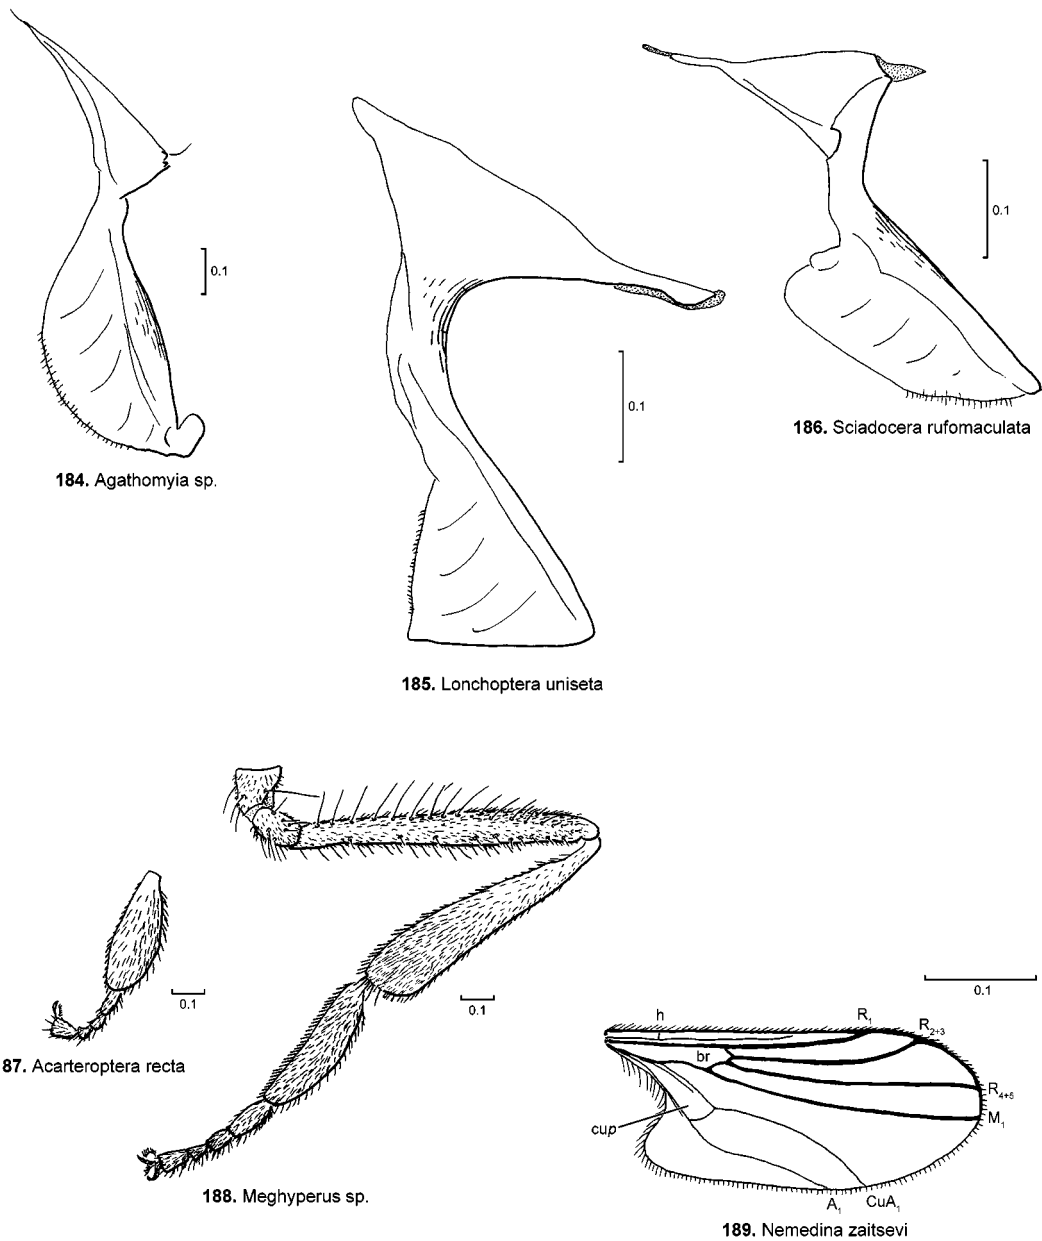 0.1
184. Agathomyia sp.
0.1
185. Lonchoptera uniseta
0.1
186. Sciadocera rufomaculata
0.1
87. Acarteroptera recta
0.1
188. Meghyperus sp.
0.1
h
R1
R2+3
br
R4+5
M1
cup
A1
CuA1
189. Nemedina zaitsevi